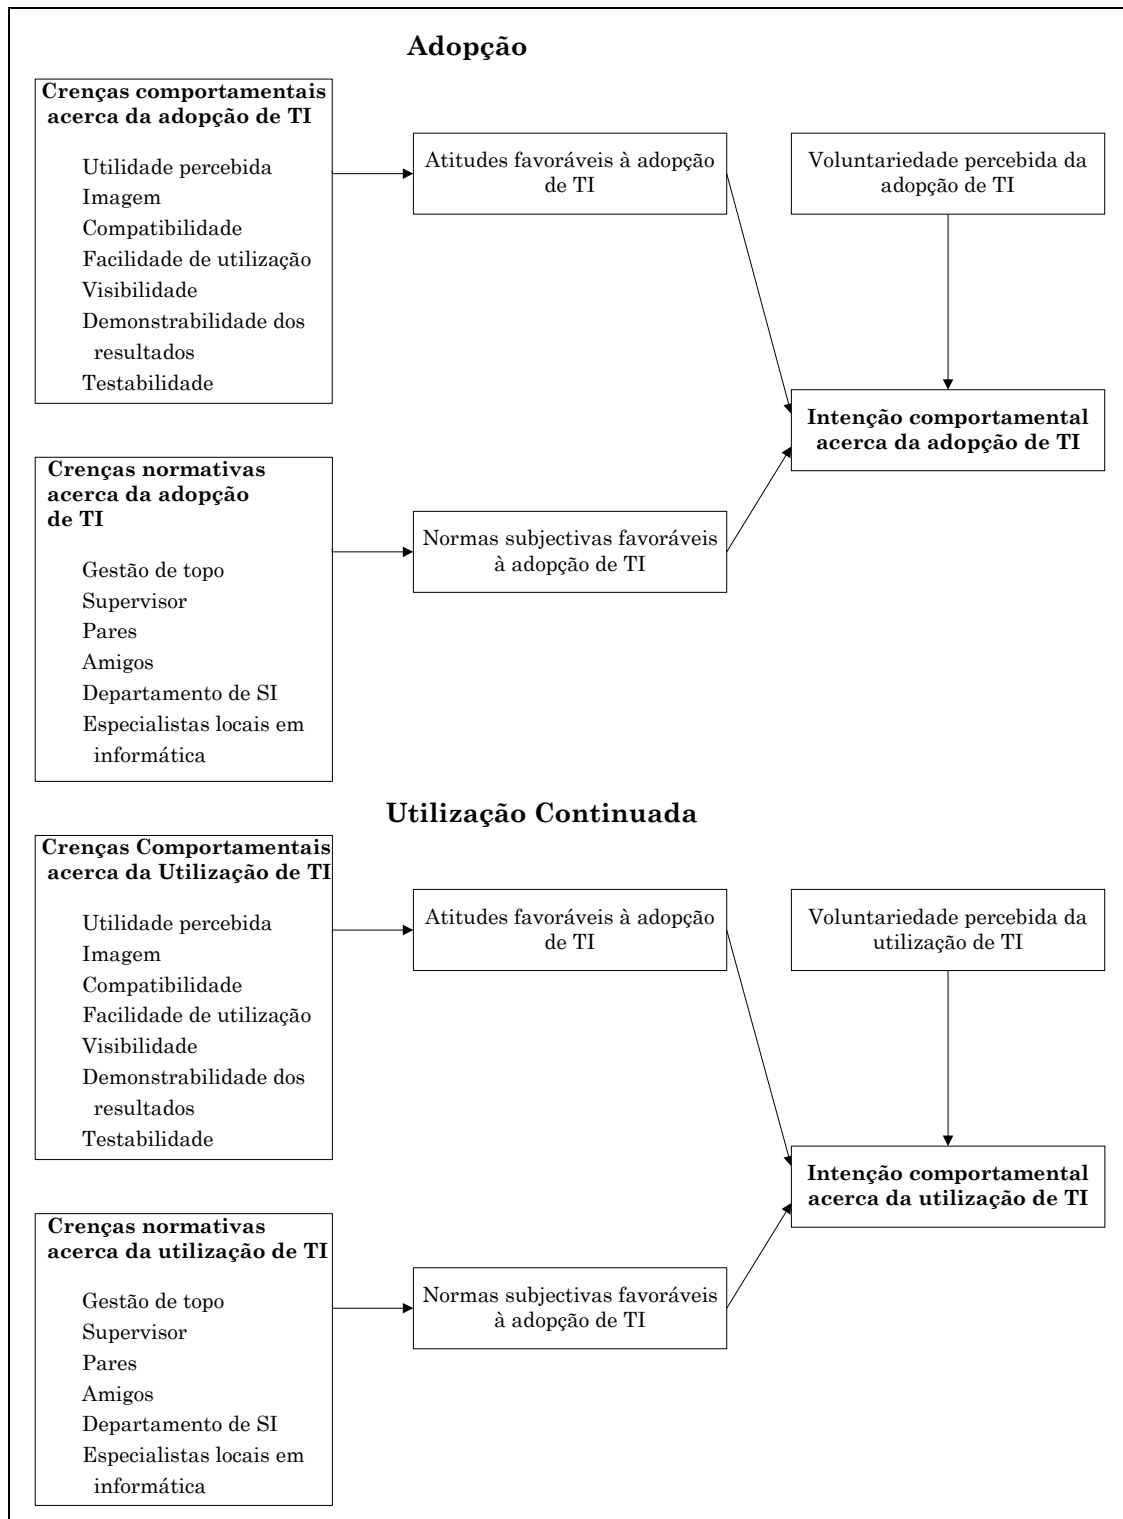 Adopção
Crenças comportamentais
acerca da adopção de TI
Utilidade percebida
Imagem
Compatibilidade
Facilidade de utilização
Visibilidade
Demonstrabilidade dos
resultados
Testabilidade
Atitudes favoráveis à adopção
de TI
Voluntariedade percebida da
adopção de TI
Intenção comportamental
acerca da adopção de TI
Crenças normativas
acerca da adopção
de TI
Gestão de topo
Supervisor
Pares
Amigos
Departamento de SI
Especialistas locais em
informática
Normas subjectivas favoráveis
à adopção de TI
Utilização Continuada
Crenças Comportamentais
acerca da Utilização de TI
Utilidade percebida
Imagem
Compatibilidade
Facilidade de utilização
Visibilidade
Demonstrabilidade dos
resultados
Testabilidade
Atitudes favoráveis à adopção
de TI
Voluntariedade percebida da
utilização de TI
Intenção comportamental
acerca da utilização de TI
Crenças normativas
acerca da utilização de TI
Gestão de topo
Supervisor
Pares
Amigos
Departamento de SI
Especialistas locais em
informática
Normas subjectivas favoráveis
à adopção de TI